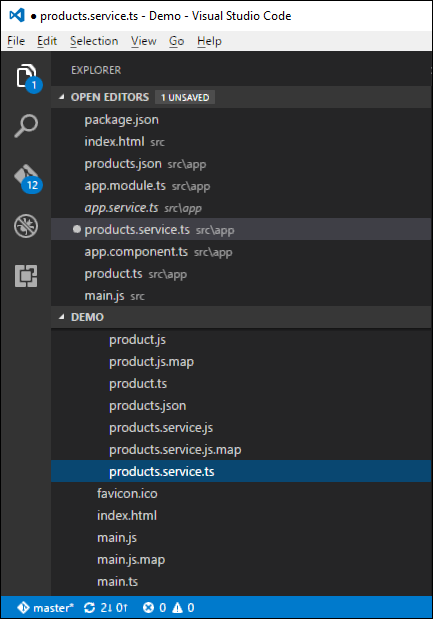 products.service.ts - Demo - Visual Studio Code
File Edit Selection View Go Help
EXPLORER
1
OPEN EDITORS 1 UNSAVED
package.json
index.html src
products.json src\app
12
app.module.ts src\app
app.service.ts src\app
products.service.ts src\app
app.component.ts src\app
product.ts src\app
main.js src
DEMO
product.js
product.js.map
product.ts
products.json
products.service.js
products.service.js.map
products.service.ts
favicon.ico
index.html
main.js
main.js.map
main.ts
master* 2↓ 0↑ 0 0